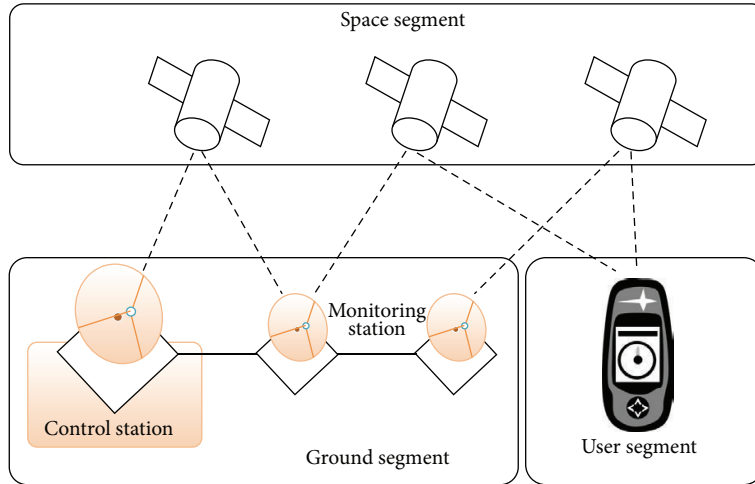 Space segment
Monitoring
station
Control station
Ground segment
User segment